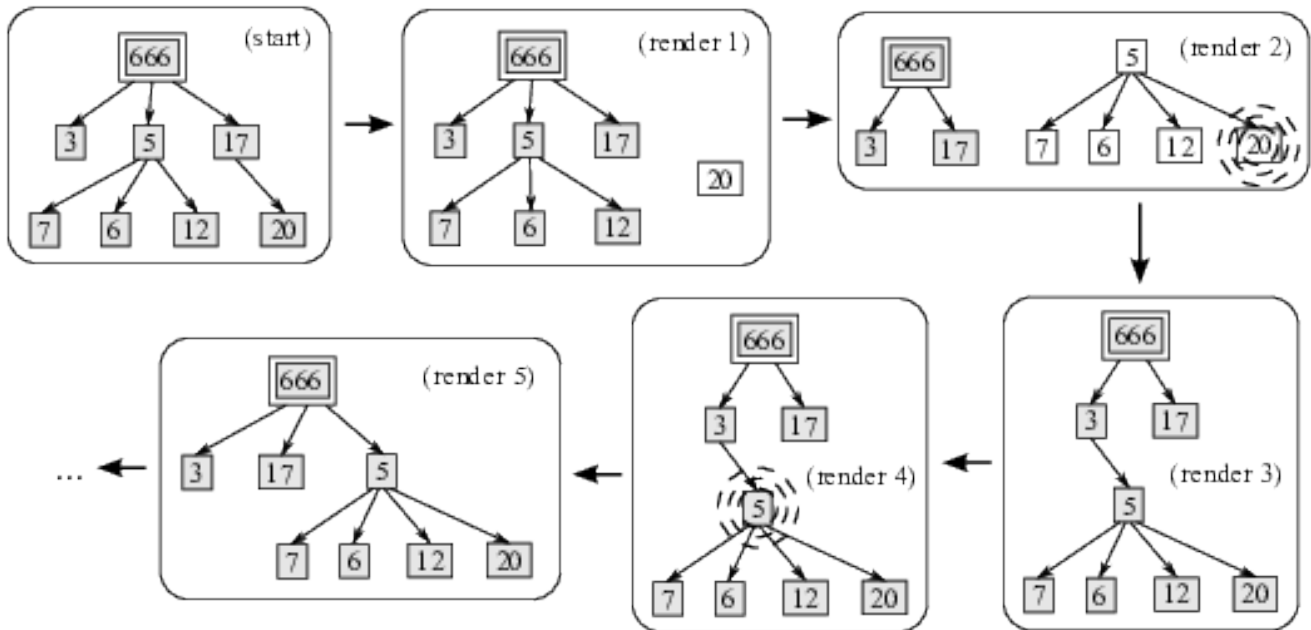 (start)
666
3 5 17
7 6 12 20
(render 1)
666
3 5 17
20
7 6 12
(render 2)
666 5
3 17 7 6 12 20
(render 3)
666
3 17
5
7 6 12 20
(render 4)
666
3 17
5
7 6 12 20
(render 5)
666
3 17 5
7 6 12 20
...